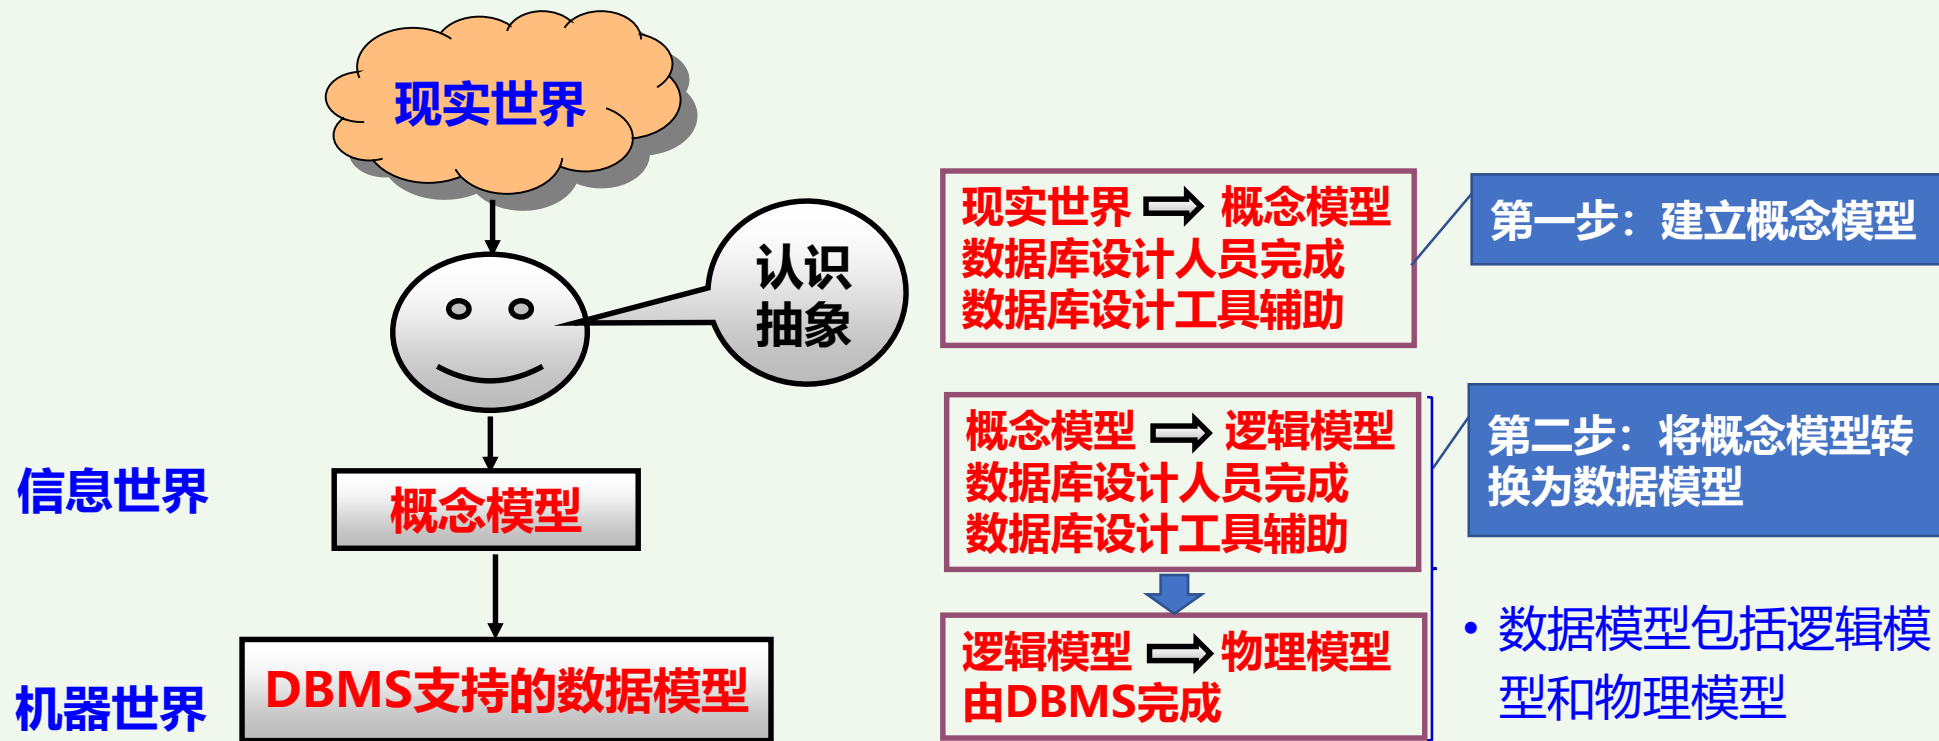 现实世界
认识
抽象
信息世界
概念模型
机器世界
DBMS支持的数据模型
现实世界 ⇨ 概念模型
数据库设计人员完成
数据库设计工具辅助
第一步：建立概念模型
概念模型 ⇨ 逻辑模型
数据库设计人员完成
数据库设计工具辅助
第二步：将概念模型转
换为数据模型
逻辑模型 ⇨ 物理模型
由DBMS完成
• 数据模型包括逻辑模
型和物理模型